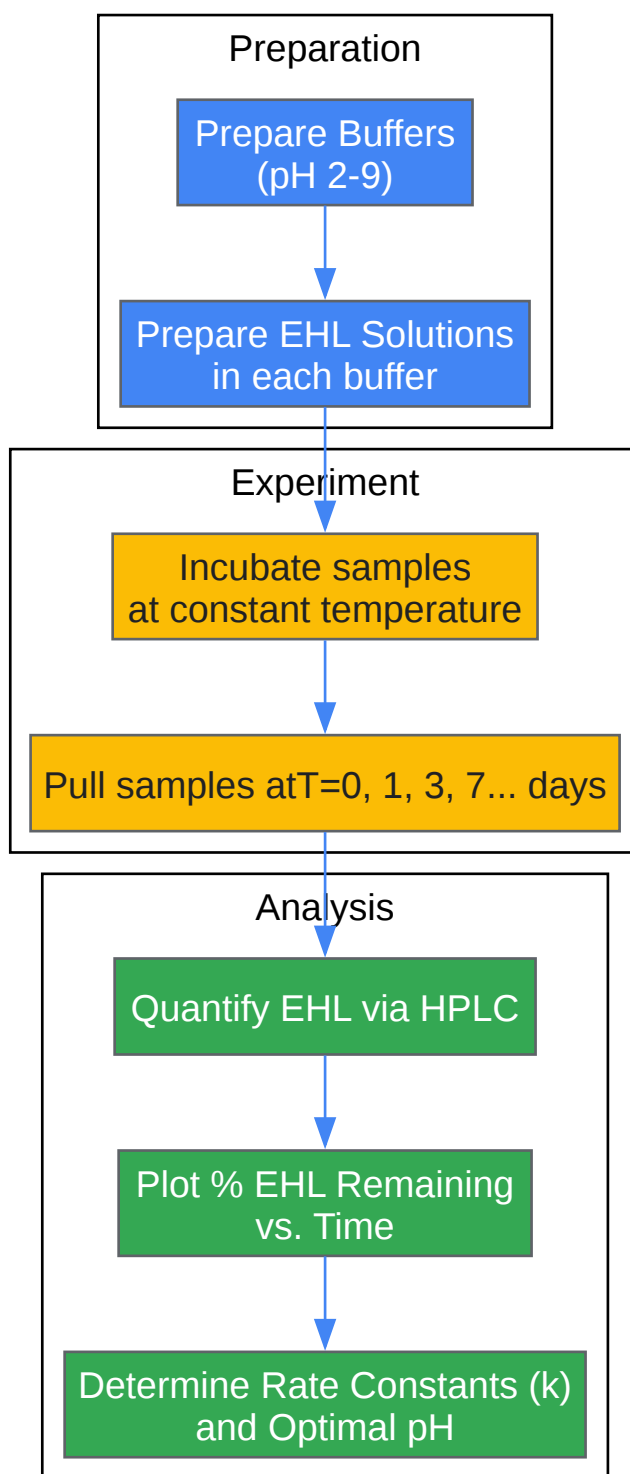 Preparation
Prepare Buffers
(pH 2-9)
Prepare EHL Solutions
in each buffer
Experiment
Incubate samples
at constant temperature
Pull samples atT=0, 1, 3, 7... days
Analysis
Quantify EHL via HPLC
Plot % EHL Remaining
vs. Time
Determine Rate Constants (k)
and Optimal pH